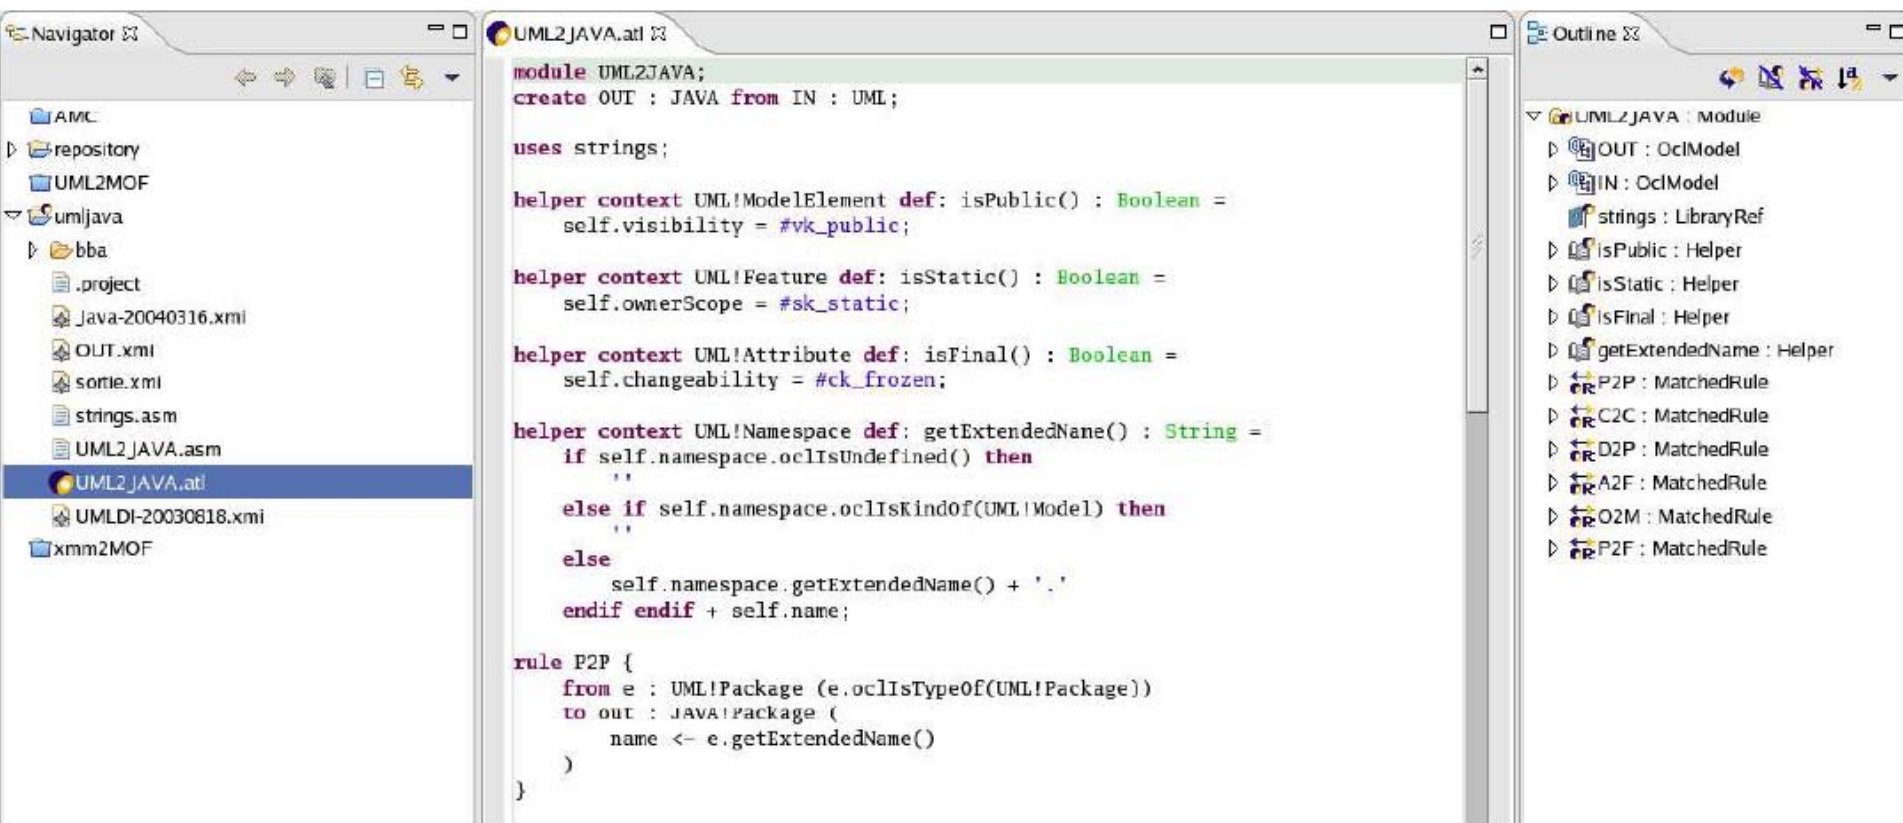 Navigator
AMC
repository
UML2MOF
umljava
bba
.project
Java-20040316.xmi
OUT.xmi
sortie.xmi
strings.asm
UML2JAVA.asm
UML2JAVA.atl
UMLDI-20030818.xmi
xmm2MOF
UML2JAVA.atl
module UML2JAVA;
create OUT : JAVA from IN : UML;
uses strings;
helper context UML!ModelElement def: isPublic() : Boolean =
self.visibility = #vk_public;
helper context UML!Feature def: isStatic() : Boolean =
self.ownerScope = #sk_static;
helper context UML!Attribute def: isFinal() : Boolean =
self.changeability = #ck_frozen;
helper context UML!Namespace def: getExtendedName() : String =
if self.namespace.oclIsUndefined() then
''
else if self.namespace.oclIsKindOf(UML!Model) then
''
else
self.namespace.getExtendedName() + '.'
endif endif + self.name;
rule P2P {
from e : UML!Package (e.oclIsTypeOf(UML!Package))
to out : JAVA!Package (
name <- e.getExtendedName()
)
}
Outline
UML2JAVA : Module
OUT : OclModel
IN : OclModel
strings : LibraryRef
isPublic : Helper
isStatic : Helper
isFinal : Helper
getExtendedName : Helper
P2P : MatchedRule
C2C : MatchedRule
D2P : MatchedRule
A2F : MatchedRule
O2M : MatchedRule
P2F : MatchedRule